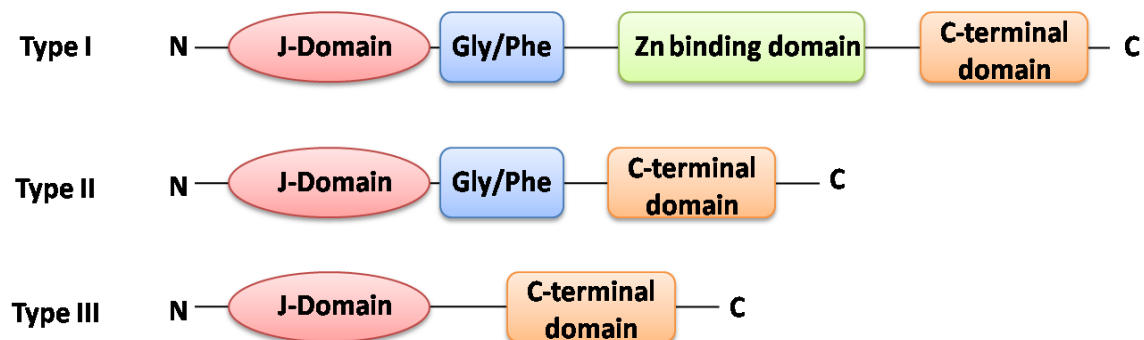 Type I N J-Domain Gly/Phe Zn binding domain C-terminal domain C
Type II N J-Domain Gly/Phe C-terminal domain C
Type III N J-Domain C-terminal domain C